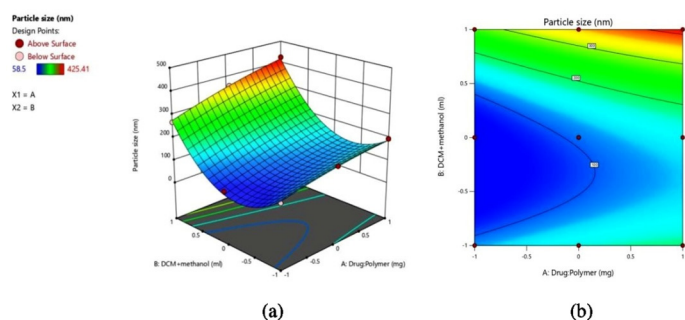 Particle size (nm)
Design Points:
Above Surface
Below Surface
58.5 425.41
X1 = A
X2 = B
500
400
300
200
100
0
Particle size (nm)
1
0.5
0
-0.5
-1
B: DCM+methanol (ml)
1
0.5
0
-0.5
-1
A: Drug:Polymer (mg)
(a)
Particle size (nm)
1
0.5
0
-0.5
-1
B: DCM+methanol (ml)
-1
-0.5
0
0.5
1
A: Drug:Polymer (mg)
(b)